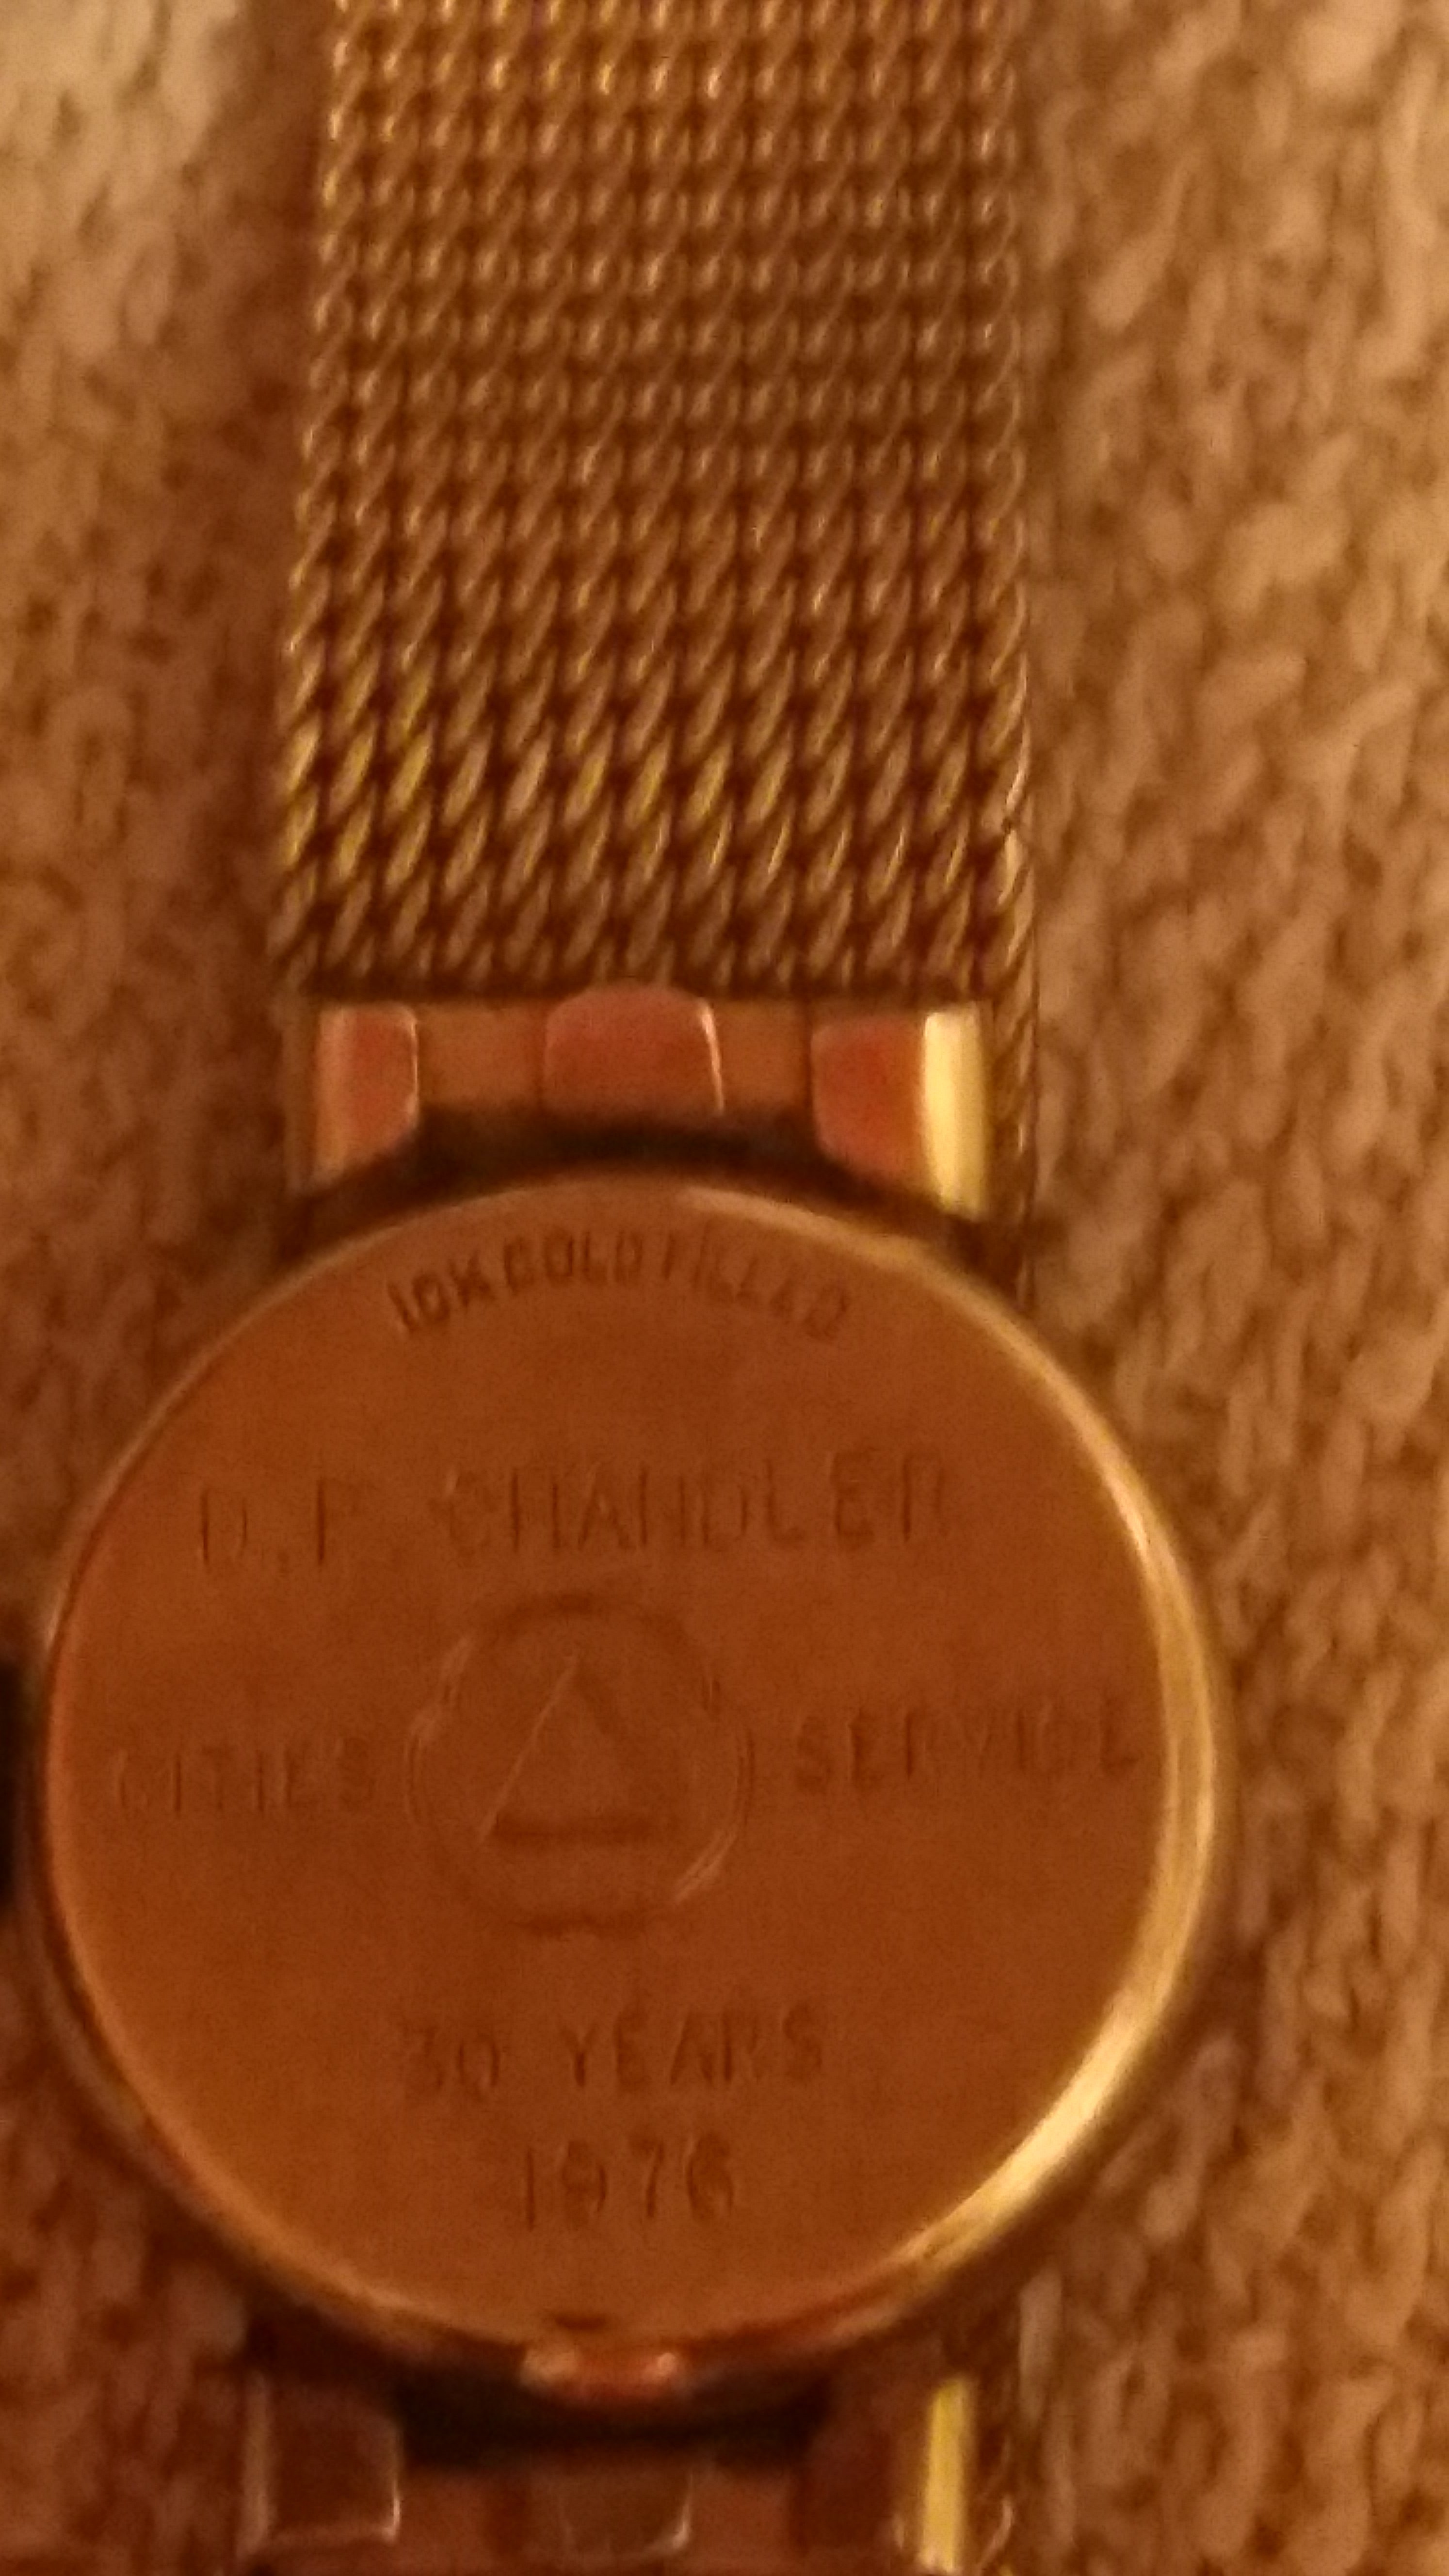 10K GOLD FILLED
D.F. CHANDLER
CITIES SERVICE
30 YEARS
1976